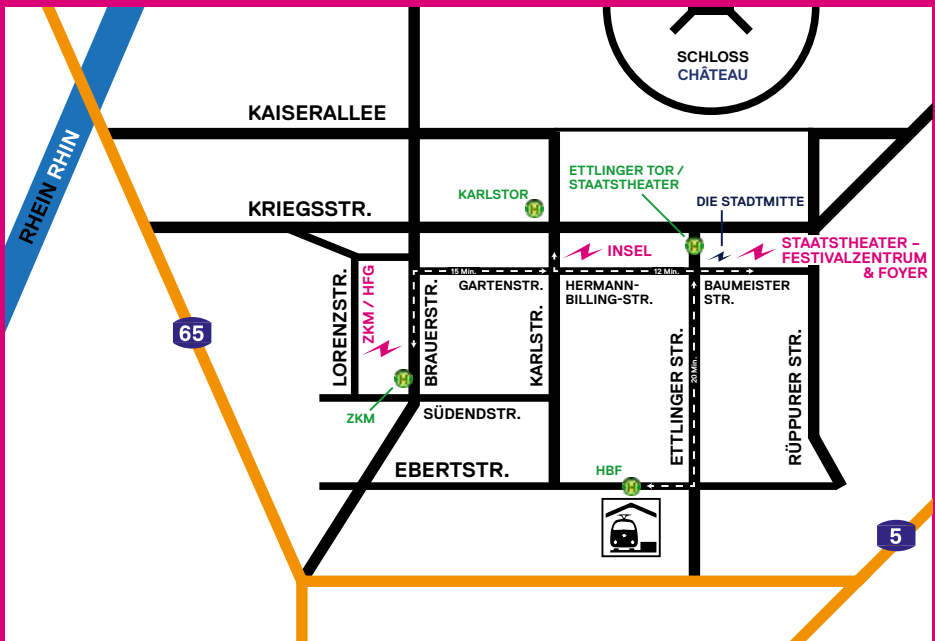 SCHLOSS
CHÂTEAU
KAISERALLEE
RHEIN RHIN
ETTLINGER TOR /
STAATSTHEATER
KARLSTOR
H
DIE STADTMITTE
KRIEGSSTR.
H
INSEL
STAATSTHEATER –
FESTIVALZENTRUM
& FOYER
15 Min.
12 Min.
GARTENSTR.
HERMANN-
BILLING-STR.
BAUMEISTER
STR.
LORENZSTR.
ZKM / HFG
BRAUERSTR.
KARLSTR.
ETTLINGER STR.
20 Min.
RÜPPURER STR.
65
H
ZKM
SÜDENDSTR.
EBERTSTR.
HBF
H
5